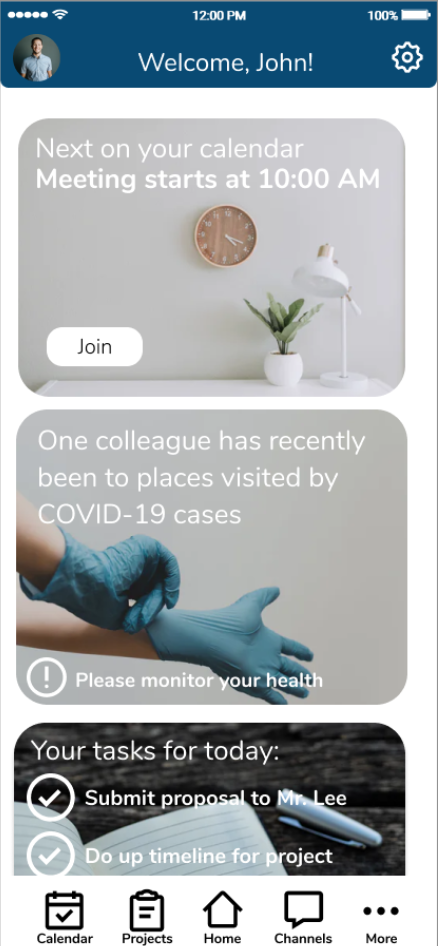 12:00 PM
100%
Welcome, John!
Next on your calendar
Meeting starts at 10:00 AM
Join
One colleague has recently
been to places visited by
COVID-19 cases
Please monitor your health
Your tasks for today:
Submit proposal to Mr. Lee
Do up timeline for project
Calendar
Projects
Home
Channels
More